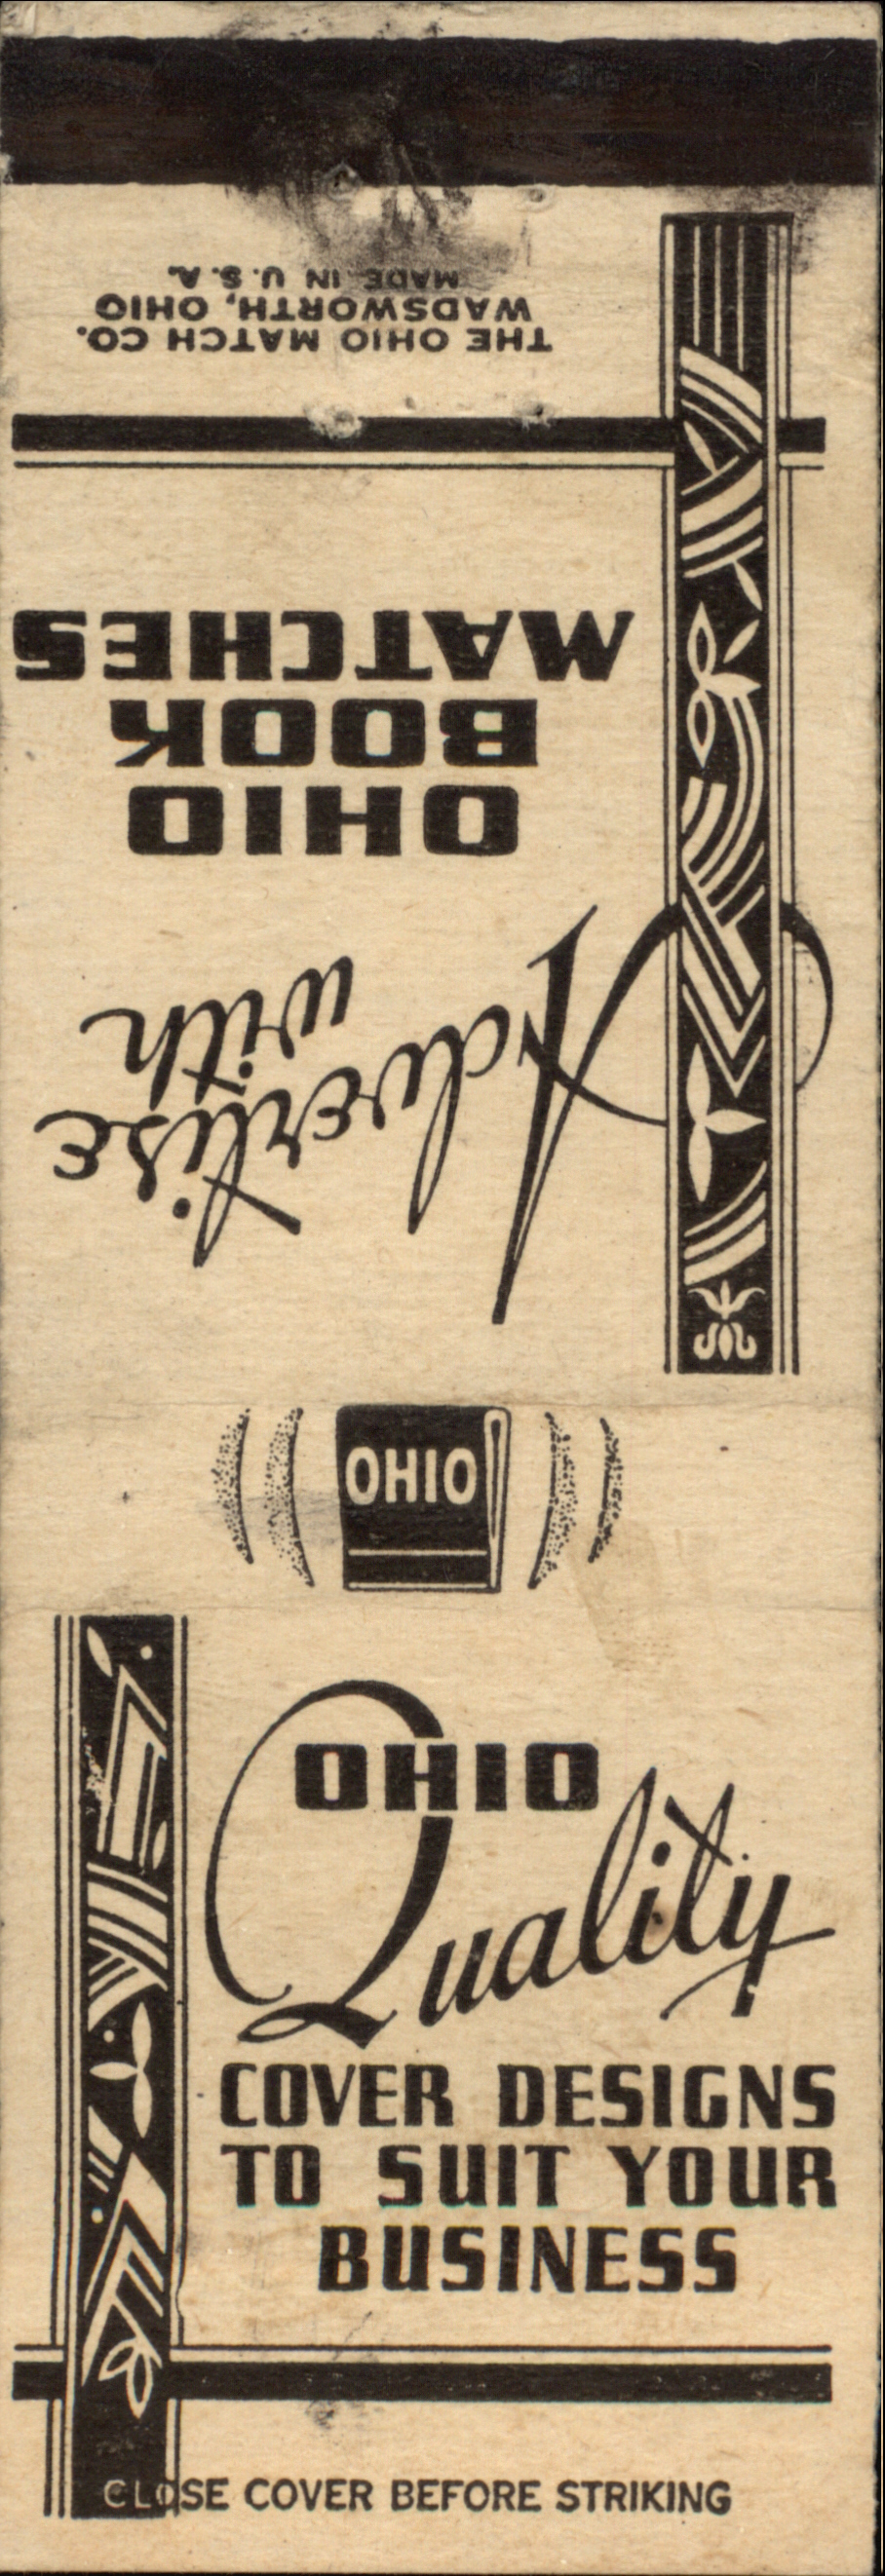 Advertise
with
OHIO
BOOK
MATCHES
THE OHIO MATCH CO.
WADSWORTH, OHIO
MADE IN U.S.A.
OHIO
OHIO
Quality
COVER DESIGNS
TO SUIT YOUR
BUSINESS
CLOSE COVER BEFORE STRIKING